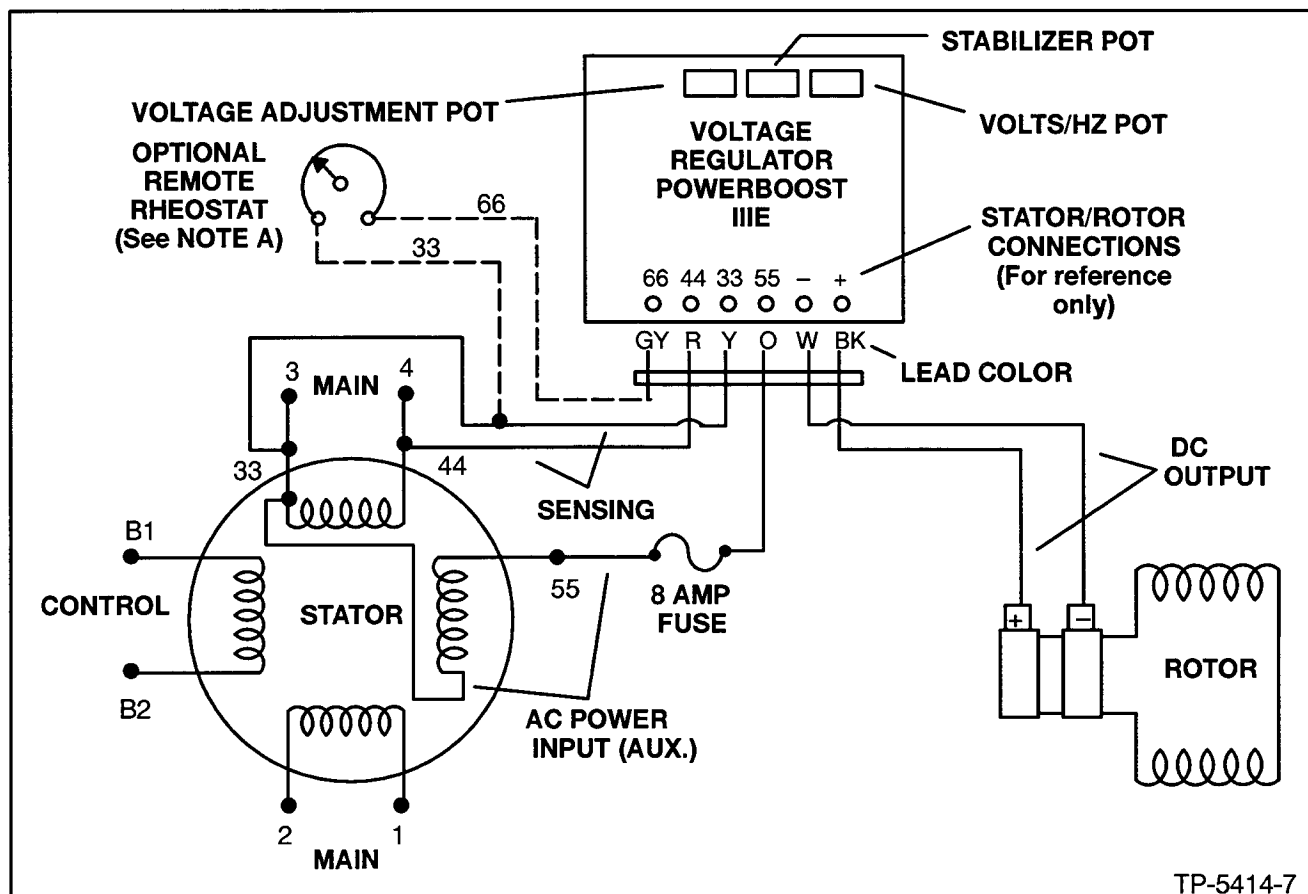 STABILIZER POT
VOLTAGE ADJUSTMENT POT
VOLTS/HZ POT
VOLTAGE
REGULATOR
POWERBOOST
IIIE
OPTIONAL
REMOTE
RHEOSTAT
(See NOTE A)
66
33
STATOR/ROTOR
CONNECTIONS
(For reference
only)
66 44 33 55 – +
GY R Y O W BK
LEAD COLOR
3 MAIN 4
33
44
SENSING
DC
OUTPUT
B1
CONTROL
B2
STATOR
55
8 AMP
FUSE
+ –
ROTOR
AC POWER
INPUT (AUX.)
2 1
MAIN
TP-5414-7